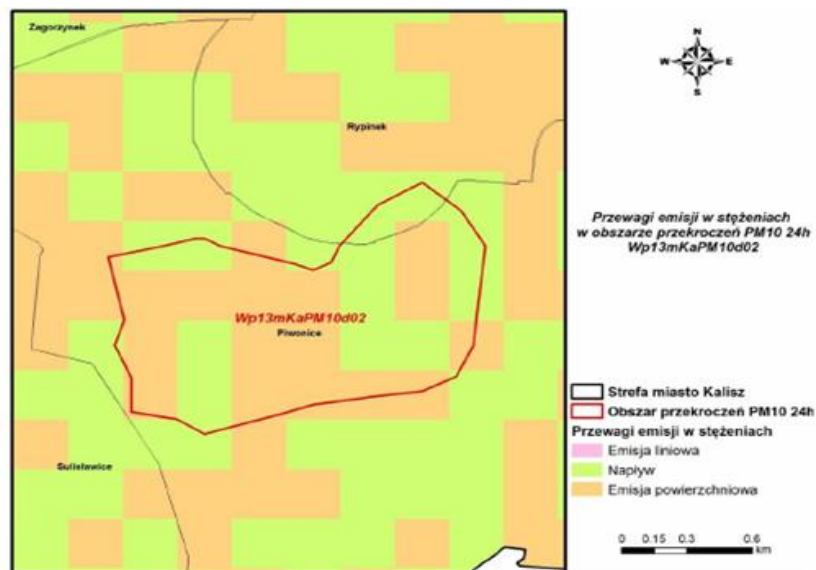 Zagorzynek
Rypinek
Wp13mKaPM10d02
Piwonice
Sulisławice
N
W
E
S
Przewagi emisji w stężeniach
w obszarze przekroczeń PM10 24h
Wp13mKaPM10d02
Strefa miasto Kalisz
Obszar przekroczeń PM10 24h
Przewagi emisji w stężeniach
Emisja liniowa
Napływ
Emisja powierzchniowa
0 0.15 0.3 0.6
km